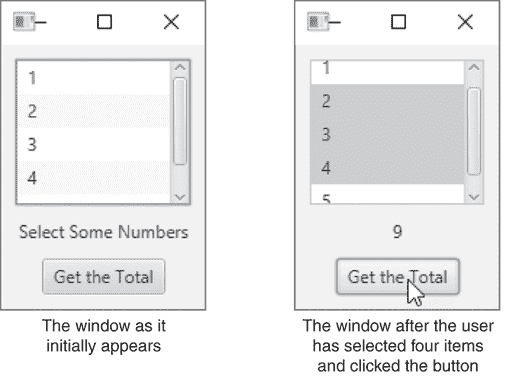 1
2
3
4
Select Some Numbers
Get the Total
The window as it
initially appears
1
2
3
4
5
9
Get the Total
The window after the user
has selected four items
and clicked the button